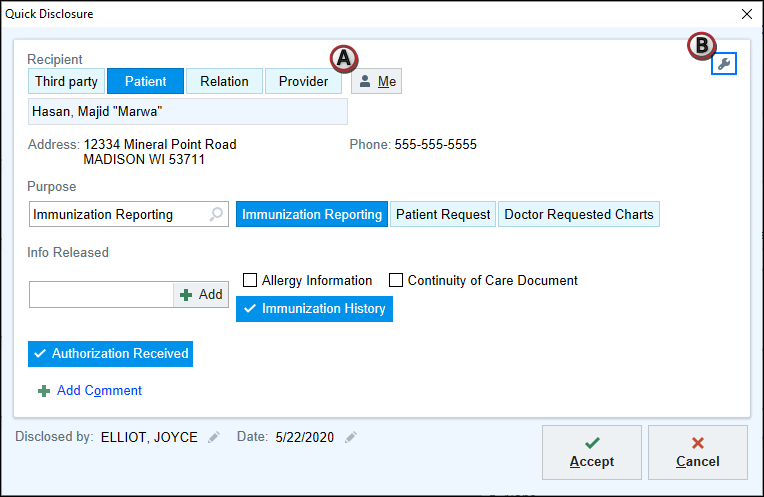 Quick Disclosure
Recipient
Third party Patient Relation Provider A Me B
Hasan, Majid "Marwa"
Address: 12334 Mineral Point Road Phone: 555-555-5555
MADISON WI 53711
Purpose
Immunization Reporting Immunization Reporting Patient Request Doctor Requested Charts
Info Released
Allergy Information Continuity of Care Document
Add
Immunization History
Authorization Received
Add Comment
Disclosed by: ELLIOT, JOYCE Date: 5/22/2020
Accept Cancel